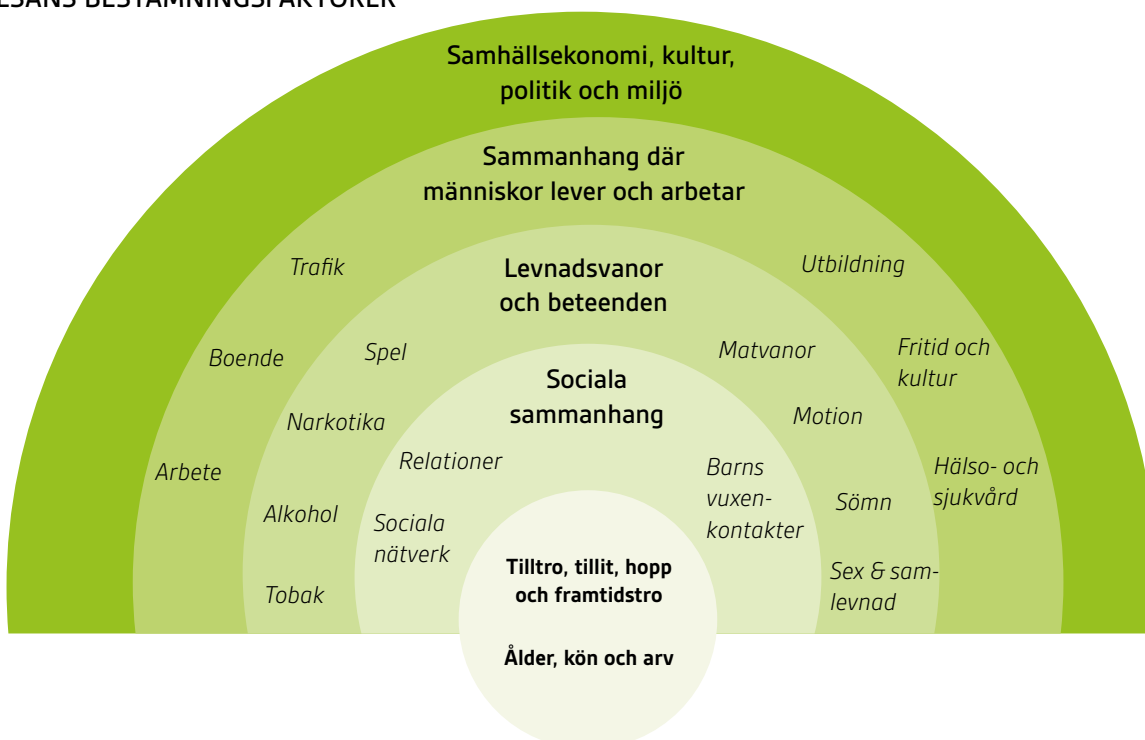 LSANS BESTÄMNINGSFAKTORER
Samhällsekonomi, kultur,
politik och miljö
Sammanhang där
människor lever och arbetar
Trafik
Levnadsvanor
och beteenden
Utbildning
Boende
Spel
Matvanor
Fritid och
kultur
Sociala
sammanhang
Narkotika
Motion
Arbete
Relationer
Barns
vuxen-
kontakter
Hälso- och
sjukvård
Alkohol
Sociala
nätverk
Sömn
Tobak
Tilltro, tillit, hopp
och framtidstro
Sex & sam-
levnad
Ålder, kön och arv